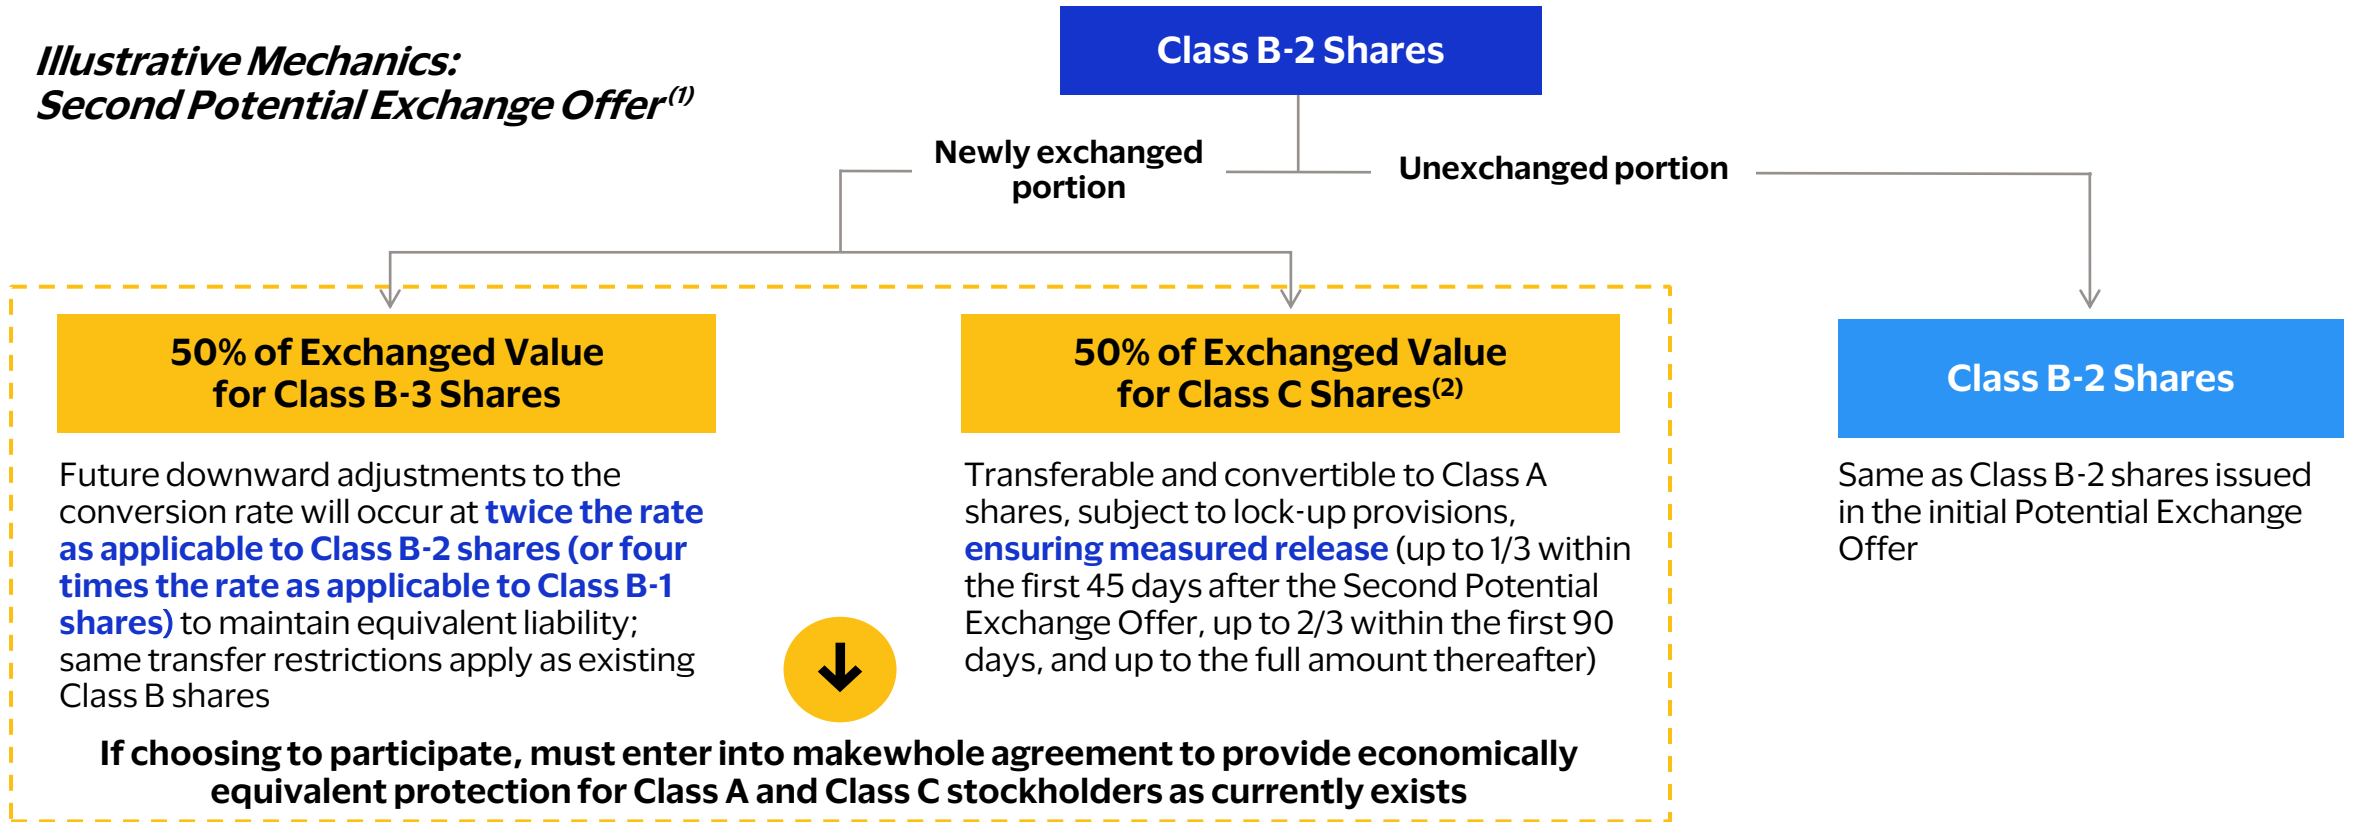 Illustrative Mechanics:
Second Potential Exchange Offer(1)
Class B-2 Shares
Newly exchanged
portion
Unexchanged portion
50% of Exchanged Value
for Class B-3 Shares
Future downward adjustments to the
conversion rate will occur at twice the rate
as applicable to Class B-2 shares (or four
times the rate as applicable to Class B-1
shares) to maintain equivalent liability;
same transfer restrictions apply as existing
Class B shares
50% of Exchanged Value
for Class C Shares(2)
Transferable and convertible to Class A
shares, subject to lock-up provisions,
ensuring measured release (up to 1/3 within
the first 45 days after the Second Potential
Exchange Offer, up to 2/3 within the first 90
days, and up to the full amount thereafter)
Class B-2 Shares
Same as Class B-2 shares issued
in the initial Potential Exchange
Offer
If choosing to participate, must enter into makewhole agreement to provide economically
equivalent protection for Class A and Class C stockholders as currently exists